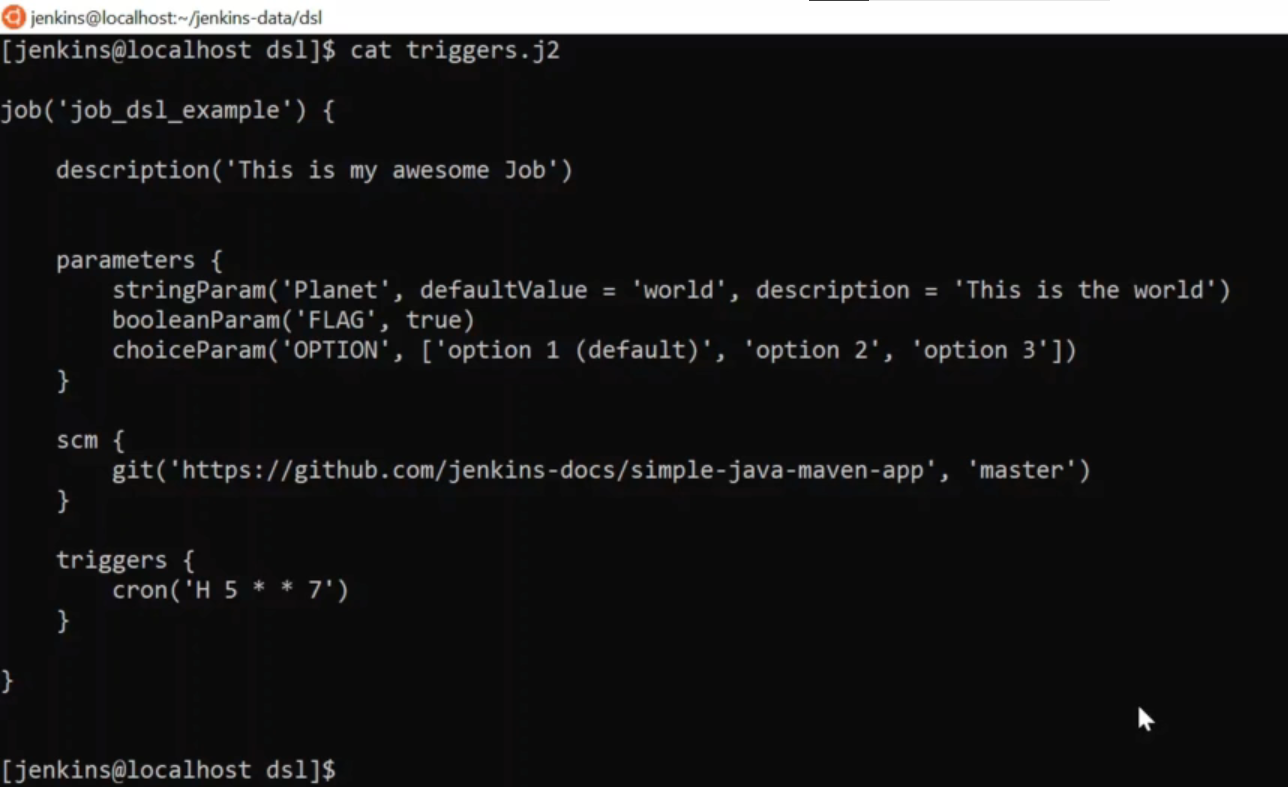 jenkins@localhost:~/jenkins-data/dsl
[jenkins@localhost dsl]$ cat triggers.j2
job('job_dsl_example') {
description('This is my awesome Job')
parameters {
stringParam('Planet', defaultValue = 'world', description = 'This is the world')
booleanParam('FLAG', true)
choiceParam('OPTION', ['option 1 (default)', 'option 2', 'option 3'])
}
scm {
git('https://github.com/jenkins-docs/simple-java-maven-app', 'master')
}
triggers {
cron('H 5 * * 7')
}
}
[jenkins@localhost dsl]$